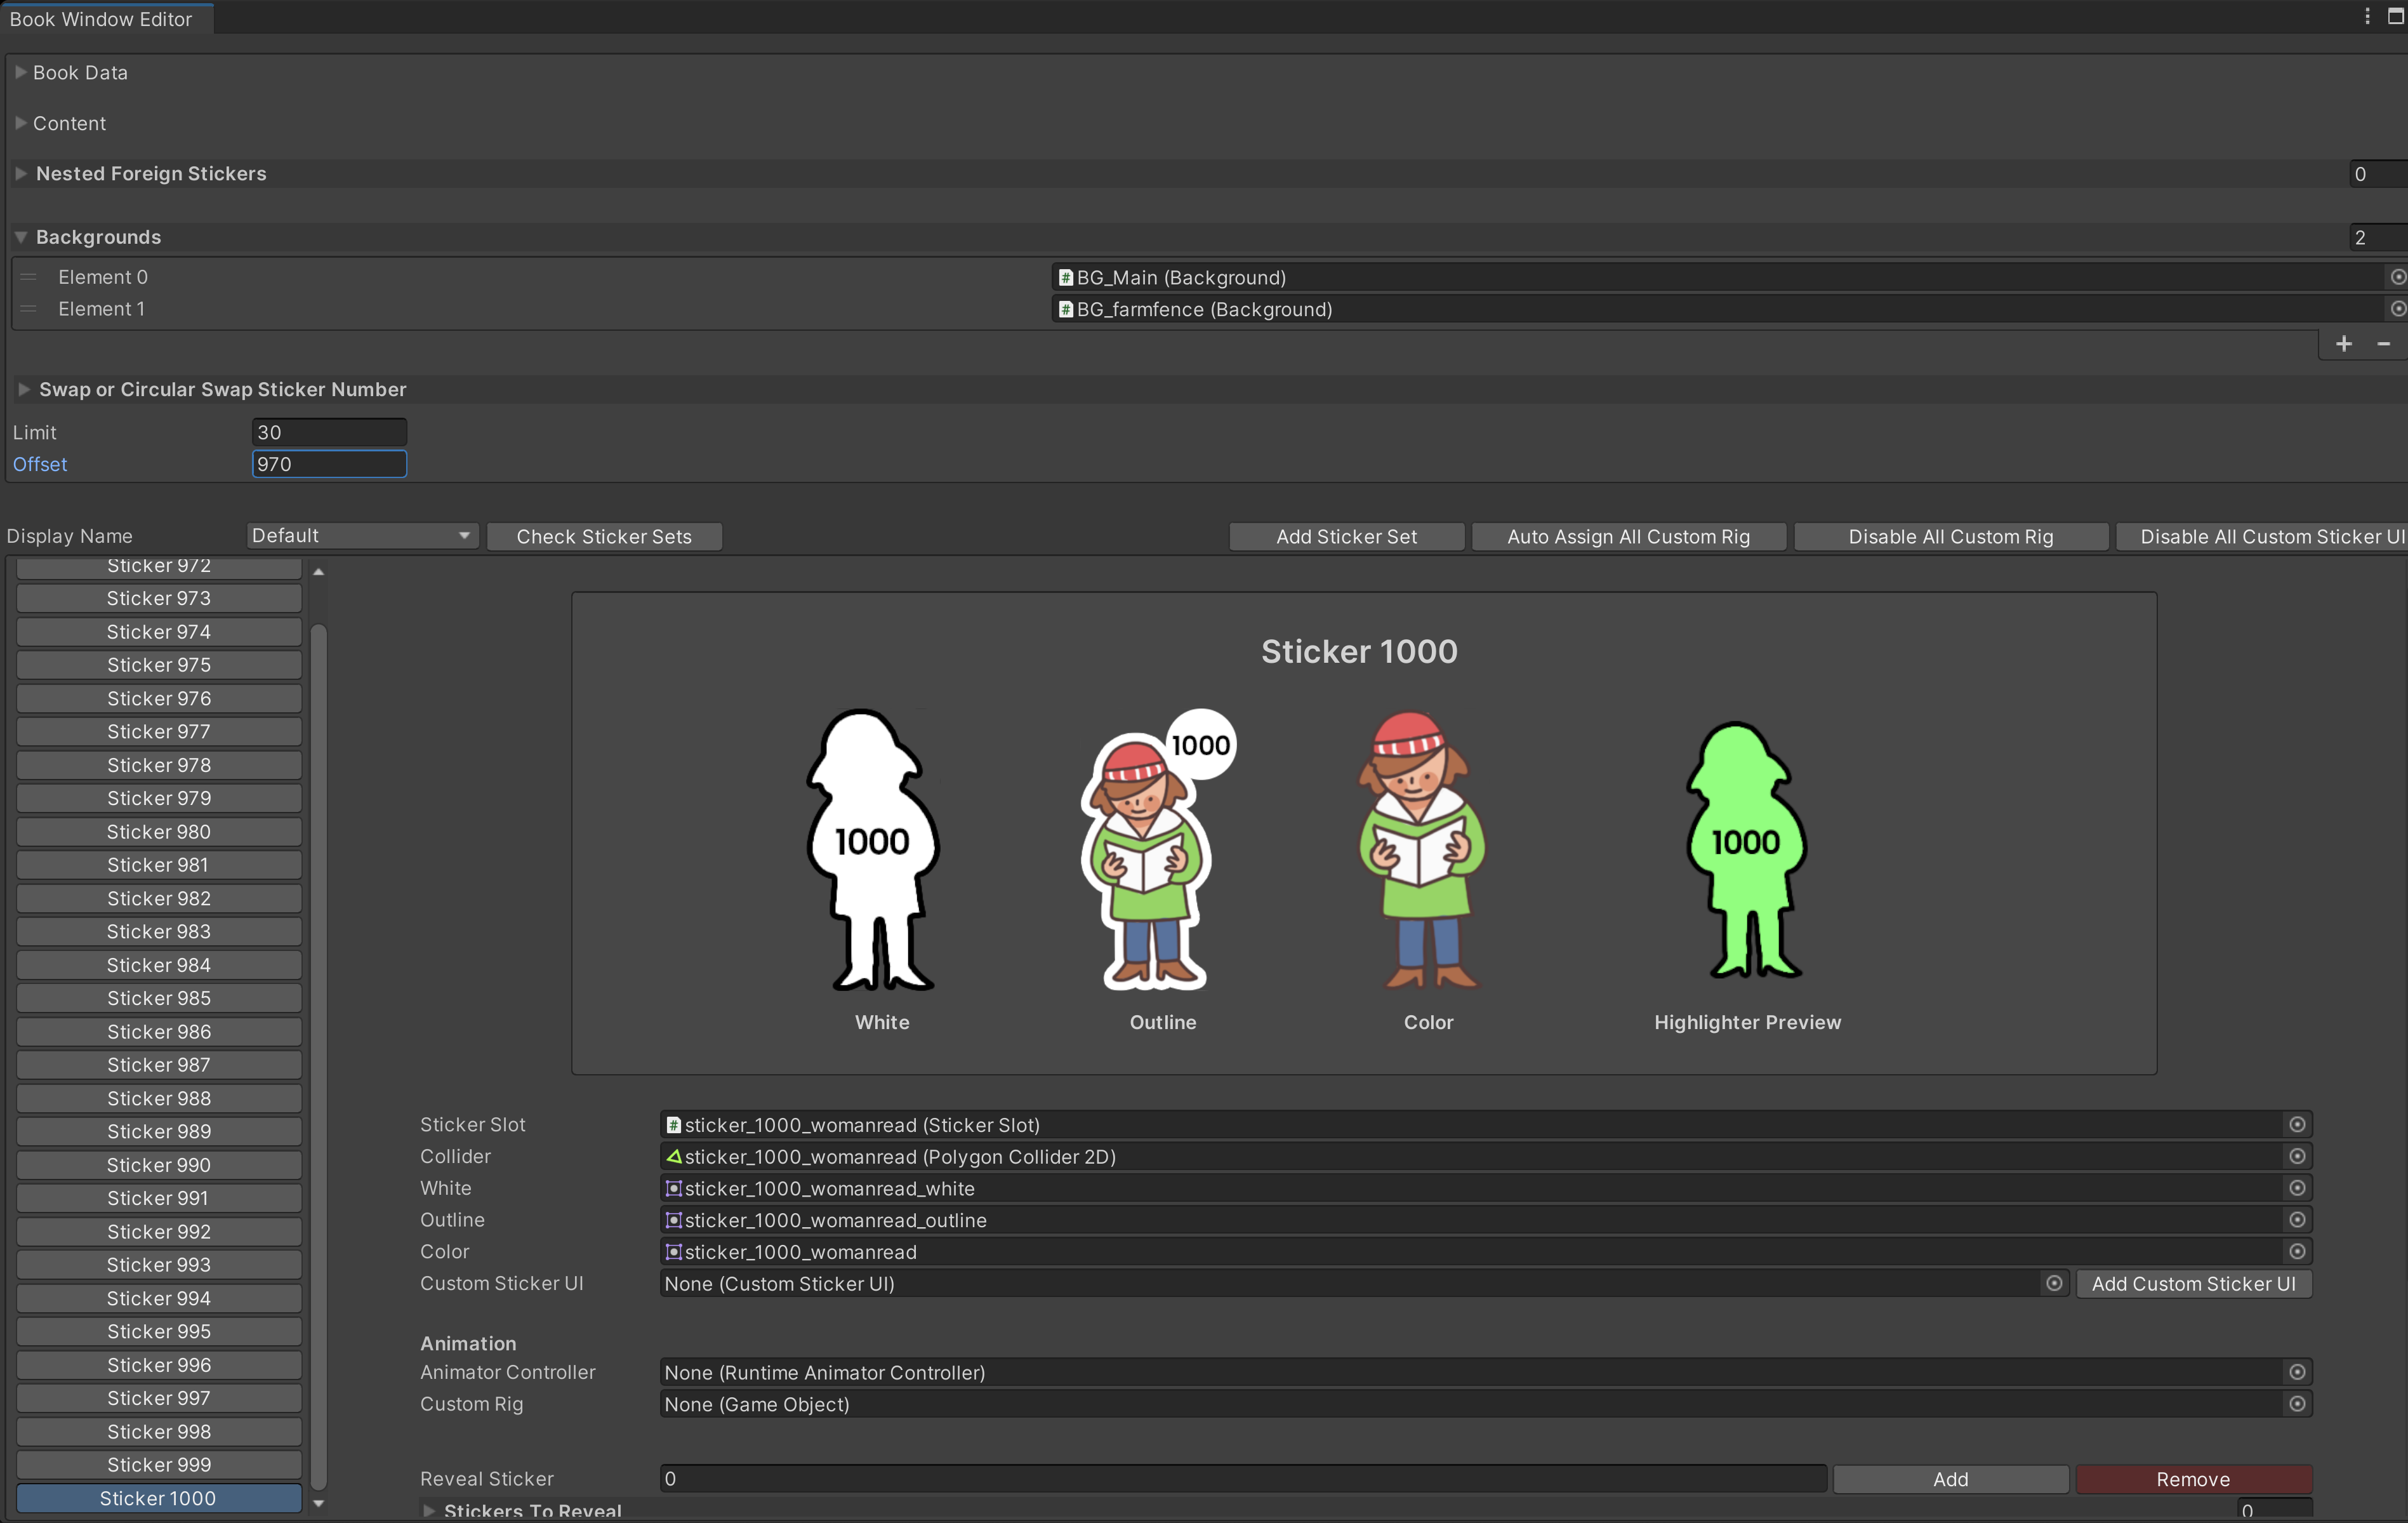 Book Window Editor
Book Data
Content
Nested Foreign Stickers 0
Backgrounds 2
Element 0 BG_Main (Background)
Element 1 BG_farmfence (Background)
Swap or Circular Swap Sticker Number
Limit 30
Offset 970
Display Name Default Check Sticker Sets Add Sticker Set Auto Assign All Custom Rig Disable All Custom Rig Disable All Custom Sticker UI
Sticker 972
Sticker 973
Sticker 974
Sticker 975
Sticker 976
Sticker 977
Sticker 978
Sticker 979
Sticker 980
Sticker 981
Sticker 982
Sticker 983
Sticker 984
Sticker 985
Sticker 986
Sticker 987
Sticker 988
Sticker 989
Sticker 990
Sticker 991
Sticker 992
Sticker 993
Sticker 994
Sticker 995
Sticker 996
Sticker 997
Sticker 998
Sticker 999
Sticker 1000
Sticker 1000
1000
1000
1000
White Outline Color Highlighter Preview
Sticker Slot sticker_1000_womanread (Sticker Slot)
Collider sticker_1000_womanread (Polygon Collider 2D)
White sticker_1000_womanread_white
Outline sticker_1000_womanread_outline
Color sticker_1000_womanread
Custom Sticker UI None (Custom Sticker UI) Add Custom Sticker UI
Animation
Animator Controller None (Runtime Animator Controller)
Custom Rig None (Game Object)
Reveal Sticker 0 Add Remove
Stickers To Reveal 0